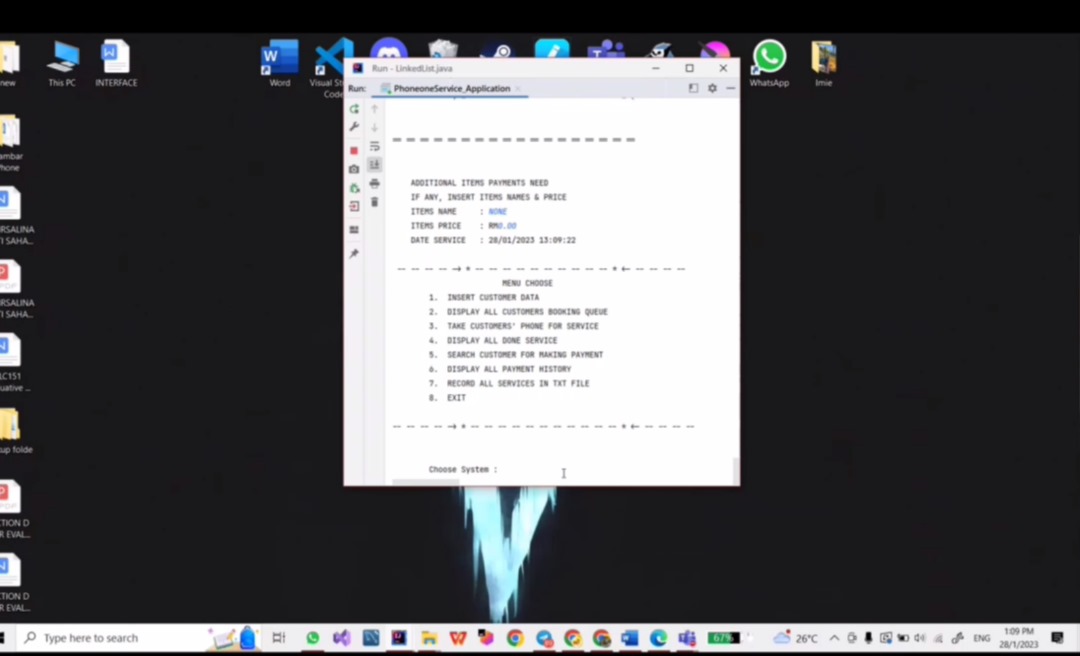 new
This PC
INTERFACE
Word
Visual St
Code
WhatsApp
Imie
ambar
hone
RSALINA
I SAHA...
RSALINA
TI SAHA...
LC151
uative ...
up folde
TION D
R EVAL...
TION D
R EVAL...
Run - LinkedList.java
Run:
PhoneoneService_Application
ADDITIONAL ITEMS PAYMENTS NEED
IF ANY, INSERT ITEMS NAMES & PRICE
ITEMS NAME : NONE
ITEMS PRICE : RM0.00
DATE SERVICE : 28/01/2023 13:09:22
MENU CHOOSE
1. INSERT CUSTOMER DATA
2. DISPLAY ALL CUSTOMERS BOOKING QUEUE
3. TAKE CUSTOMERS' PHONE FOR SERVICE
4. DISPLAY ALL DONE SERVICE
5. SEARCH CUSTOMER FOR MAKING PAYMENT
6. DISPLAY ALL PAYMENT HISTORY
7. RECORD ALL SERVICES IN TXT FILE
8. EXIT
Choose System :
Type here to search
67%
26°C
ENG
1:09 PM
28/1/2023